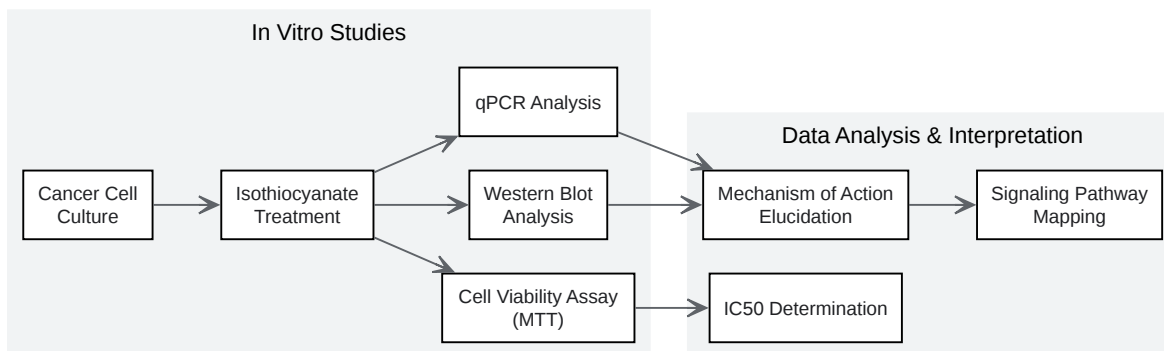 In Vitro Studies
qPCR Analysis
Data Analysis & Interpretation
Cancer Cell
Culture
Isothiocyanate
Treatment
Western Blot
Analysis
Mechanism of Action
Elucidation
Signaling Pathway
Mapping
Cell Viability Assay
(MTT)
IC50 Determination